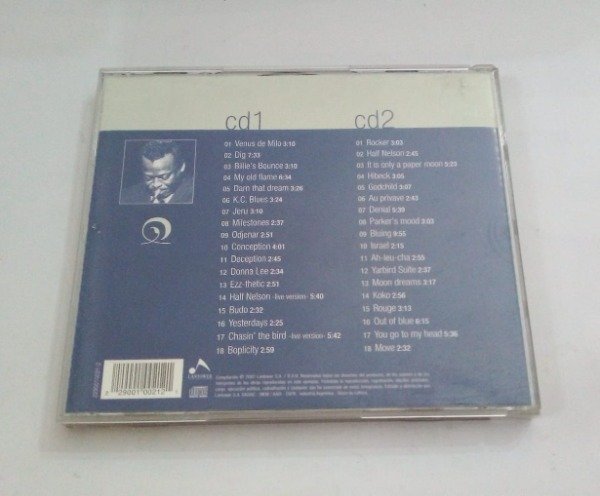 cd1
01 Venus de Milo 3:10
02 Dig 7:33
03 Billie's Bounce 3:10
04 My old flame 6:34
05 Darn that dream 3:26
06 K.C. Blues 3:24
07 Jeru 3:10
08 Milestones 2:37
09 Odjenar 2:51
10 Conception 4:01
11 Deception 2:45
12 Donna Lee 2:34
13 Ezz-thetic 2:51
14 Half Nelson -live version- 5:40
15 Budo 2:32
16 Yesterdays 2:25
17 Chasin' the bird -live version- 5:42
18 Boplicity 2:59
cd2
01 Rocker 3:03
02 Half Nelson 2:45
03 It is only a paper moon 5:23
04 Hibeck 3:05
05 Godchild 3:07
06 Au privave 2:43
07 Denial 5:39
08 Parker's mood 3:03
09 Bluing 9:55
10 Israel 2:15
11 Ah-leu-cha 2:55
12 Yarbird Suite 2:37
13 Moon dreams 3:17
14 Koko 2:56
15 Rouge 3:13
16 Out of blue 6:15
17 You go to my head 5:36
18 Move 2:32